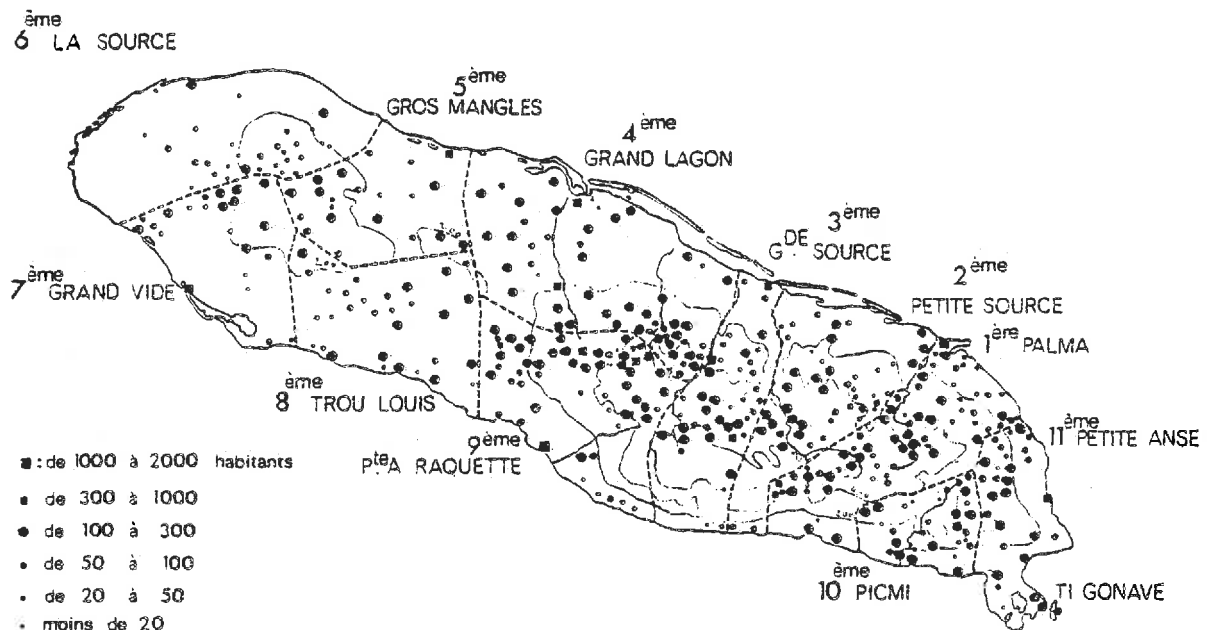 6ème LA SOURCE
5ème
GROS MANGLES
4ème
GRAND LAGON
3ème
GDE SOURCE
2ème
PETITE SOURCE
1ère PALMA
7ème GRAND VIDE
8ème TROU LOUIS
9ème
Pte A RAQUETTE
11ème PETITE ANSE
10ème PICMI
TI GONAVE
: de 1000 à 2000 habitants
de 300 à 1000
de 100 à 300
de 50 à 100
de 20 à 50
moins de 20